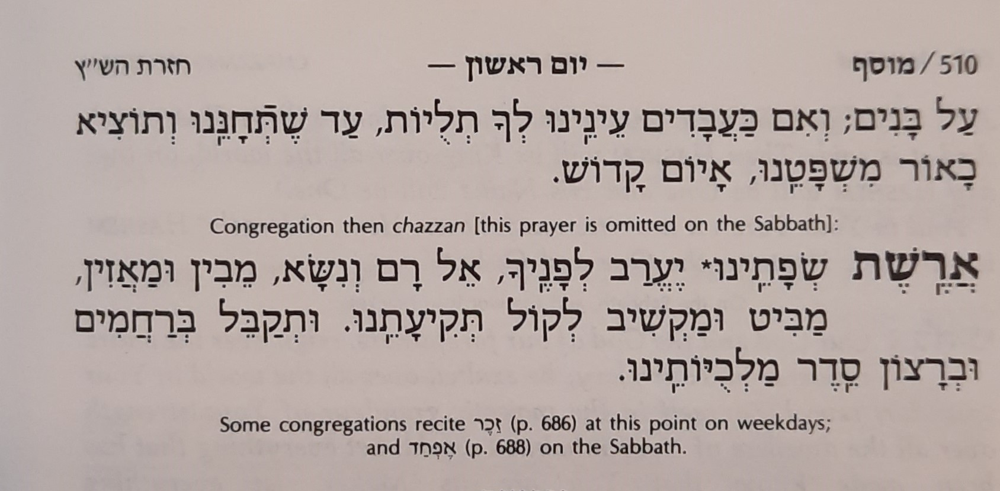 510 / מוסף — יום ראשון — חזרת הש״ץ
עַל בָּנִים; וְאִם כַּעֲבָדִים עֵינֵֽינוּ לְךָ תְלֻיּוֹת, עַד שֶׁתְּחָנֵּֽנוּ וְתוֹצִיא
כָאוֹר מִשְׁפָּטֵֽנוּ, אָיוֹם קָדוֹשׁ.
Congregation then chazzan [this prayer is omitted on the Sabbath]:
אֲרֶֽשֶׁת שְׂפָתֵֽינוּ* יֶעֱרַב לְפָנֶֽיךָ, אֵל רָם וְנִשָּׂא, מֵבִין וּמַאֲזִין,
מַבִּיט וּמַקְשִׁיב לְקוֹל תְּקִיעָתֵֽנוּ. וּתְקַבֵּל בְּרַחֲמִים
וּבְרָצוֹן סֵֽדֶר מַלְכֻיּוֹתֵֽינוּ.
Some congregations recite זְכֶר (p. 686) at this point on weekdays;
and אֶפְחַד (p. 688) on the Sabbath.